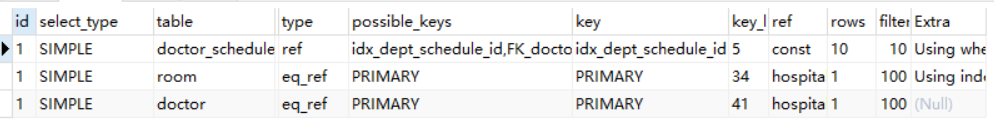 id select_type table type possible_keys key key_l ref rows filter Extra
1 SIMPLE doctor_schedule ref idx_dept_schedule_id,FK_docto idx_dept_schedule_id 5 const 10 10 Using whe
1 SIMPLE room eq_ref PRIMARY PRIMARY 34 hospita 1 100 Using inde
1 SIMPLE doctor eq_ref PRIMARY PRIMARY 41 hospita 1 100 (Null)